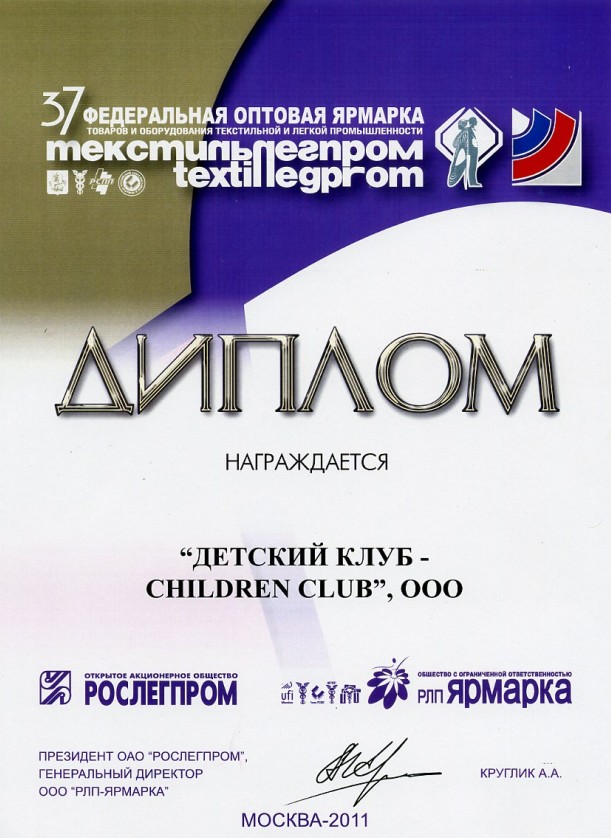 37 ФЕДЕРАЛЬНАЯ ОПТОВАЯ ЯРМАРКА
ТОВАРОВ И ОБОРУДОВАНИЯ ТЕКСТИЛЬНОЙ И ЛЕГКОЙ ПРОМЫШЛЕННОСТИ
текстильлегпром
textillegprom
ДИПЛОМ
НАГРАЖДАЕТСЯ
“ДЕТСКИЙ КЛУБ -
CHILDREN CLUB”, ООО
ОТКРЫТОЕ АКЦИОНЕРНОЕ ОБЩЕСТВО
РОСЛЕГПРОМ
ufi
ОБЩЕСТВО С ОГРАНИЧЕННОЙ ОТВЕТСТВЕННОСТЬЮ
РЛП ЯРМАРКА
ПРЕЗИДЕНТ ОАО “РОСЛЕГПРОМ”,
ГЕНЕРАЛЬНЫЙ ДИРЕКТОР
ООО “РЛП-ЯРМАРКА”
КРУГЛИК А.А.
МОСКВА-2011